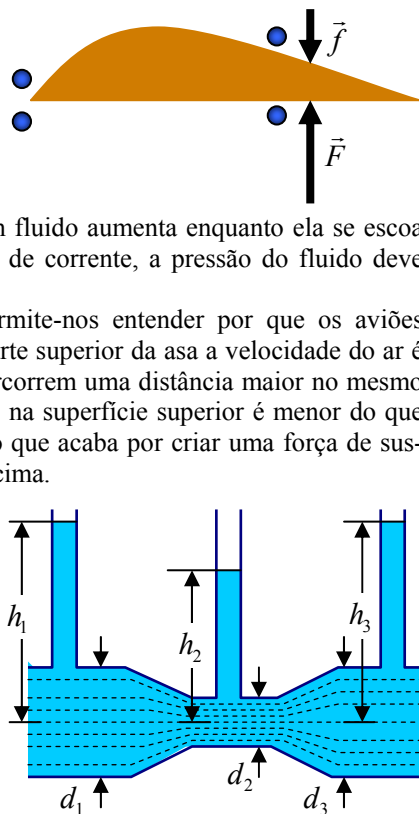 f⃗
F⃗
n fluido aumenta enquanto ela se escoa
de corrente, a pressão do fluido deve
rmite-nos entender por que os aviões
rte superior da asa a velocidade do ar é
rcorrem uma distância maior no mesmo
na superfície superior é menor do que
o que acaba por criar uma força de sus-
cima.
h₁
h₂
h₃
d₁
d₂
d₃